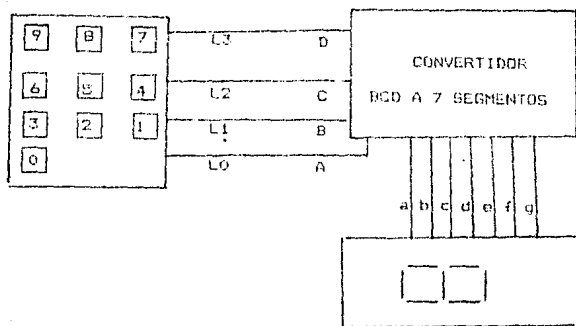 9 8 7
6 5 4
3 2 1
0
L3 D
L2 C
L1 B
L0 A
CONVERTIDOR
BCD A 7 SEGMENTOS
a b c d e f g